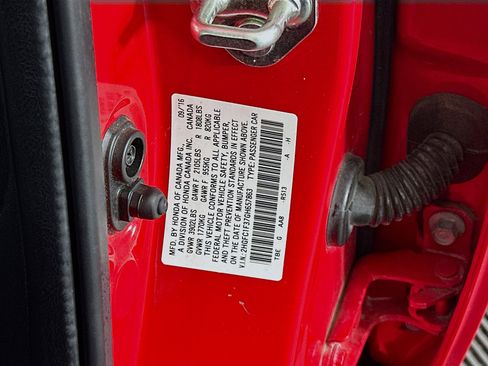 MFD. BY HONDA OF CANADA MFG. 09/16
A DIVISION OF HONDA CANADA INC. CANADA
GVWR 3902LBS GAWR F 2105LBS R 1808LBS
GVWR 1770KG GAWR F 955KG R 820KG
THIS VEHICLE CONFORMS TO ALL APPLICABLE
FEDERAL MOTOR VEHICLE SAFETY, BUMPER,
AND THEFT PREVENTION STANDARDS IN EFFECT
ON THE DATE OF MANUFACTURE SHOWN ABOVE.
V.I.N.: 2HGFC1F37GH657863 TYPE: PASSENGER CAR
TBE G AA8 -R513 -A -H